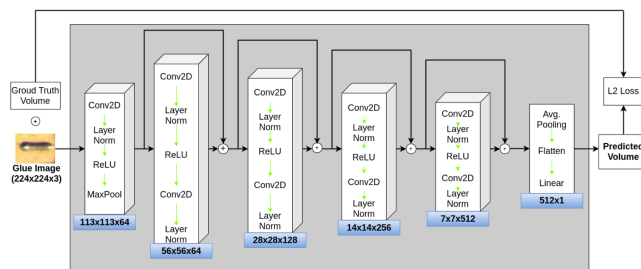 Groud Truth
Volume
Glue Image
(224x224x3)
Conv2D
Layer
Norm
ReLU
MaxPool
113x113x64
Conv2D
Layer
Norm
ReLU
Conv2D
Layer
Norm
56x56x64
Conv2D
Layer
Norm
ReLU
Conv2D
Layer
Norm
28x28x128
Conv2D
Layer
Norm
ReLU
Conv2D
Layer
Norm
14x14x256
Conv2D
Layer
Norm
ReLU
Conv2D
Layer
Norm
7x7x512
Avg.
Pooling
Flatten
Linear
512x1
L2 Loss
Predicted
Volume